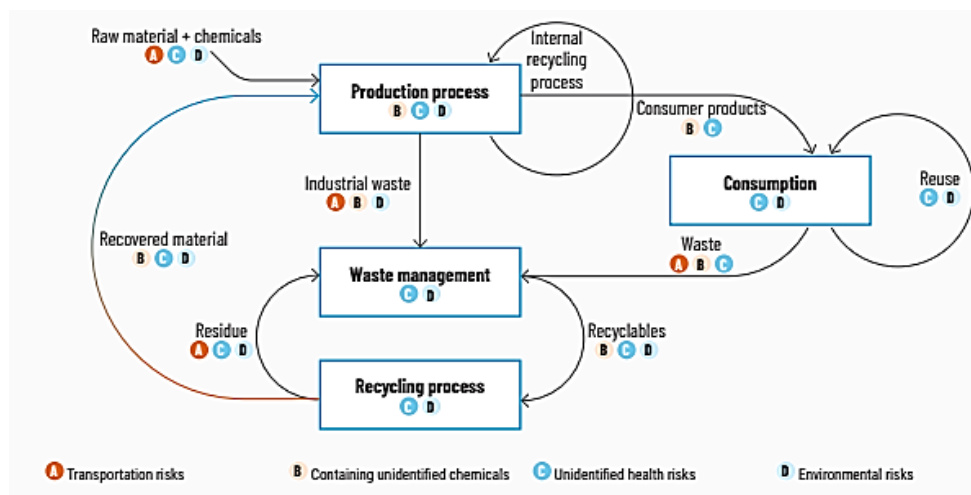 Raw material + chemicals
A C D
Internal
recycling
process
Production process
B C D
Consumer products
B C
Industrial waste
A B D
Consumption
C D
Reuse
C D
Recovered material
B C D
Waste
A B C
Waste management
C D
Residue
A C D
Recyclables
B C D
Recycling process
C D
A Transportation risks
B Containing unidentified chemicals
C Unidentified health risks
D Environmental risks